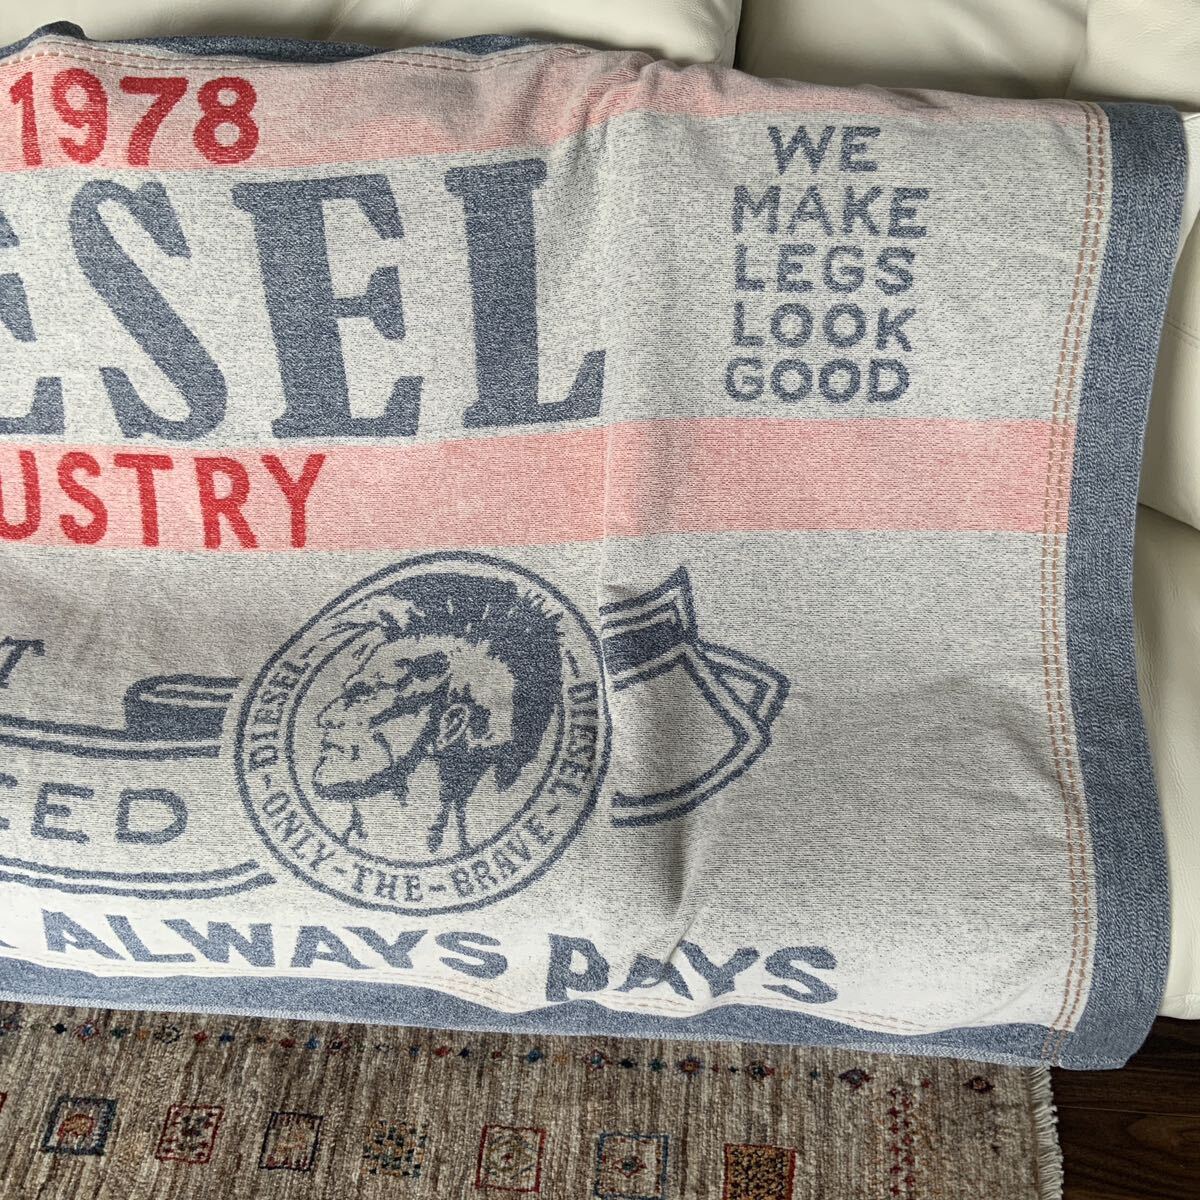 1978
ESEL
WE
MAKE
LEGS
LOOK
GOOD
USTRY
T
EED
DIESEL
DIESEL
ONLY-THE-BRAVE
ALWAYS PAYS